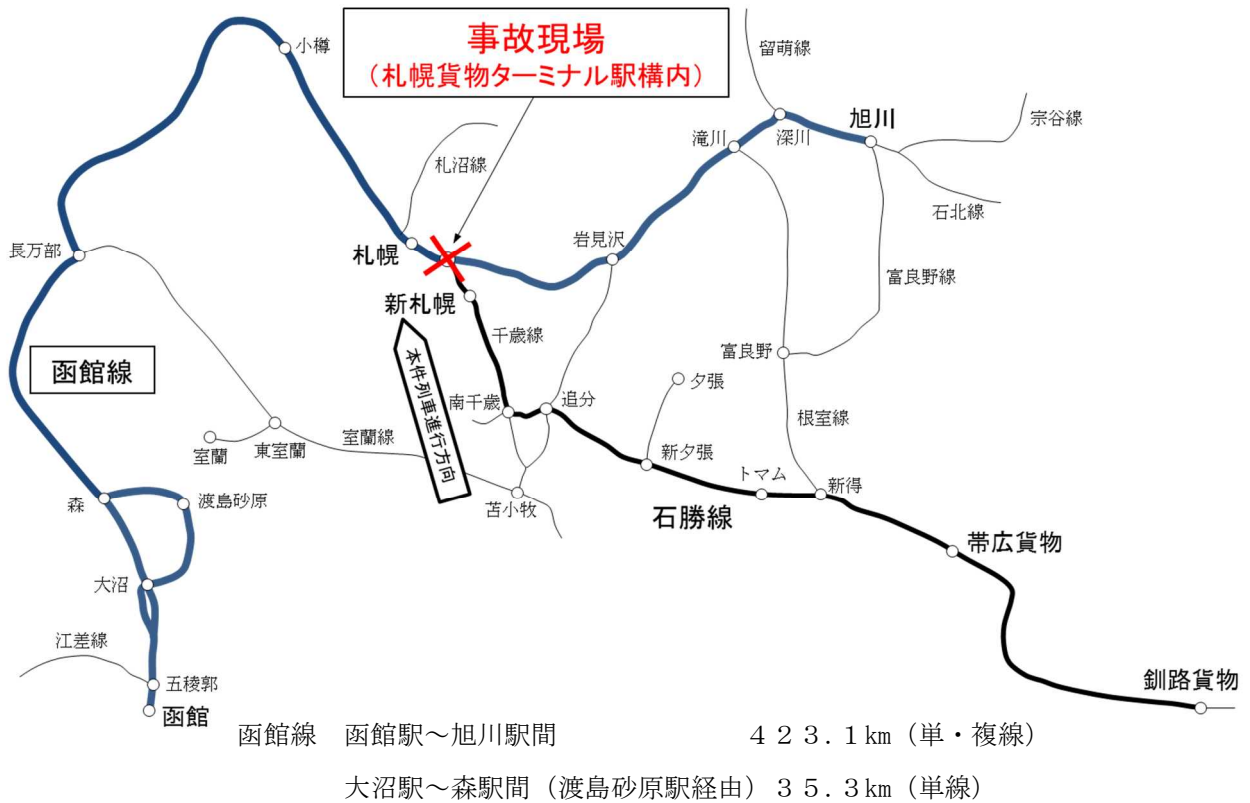 事故現場
（札幌貨物ターミナル駅構内）
小樽
留萌線
宗谷線
旭川
深川
滝川
札沼線
石北線
岩見沢
長万部
札幌
新札幌
富良野線
千歳線
函館線
本件列車進行方向
富良野
夕張
南千歳
追分
根室線
室蘭
東室蘭
室蘭線
新夕張
トマム
新得
苫小牧
石勝線
森
渡島砂原
帯広貨物
大沼
江差線
五稜郭
函館
釧路貨物
函館線　函館駅～旭川駅間　４２３.１km（単・複線）
大沼駅～森駅間（渡島砂原駅経由）３５.３km（単線）